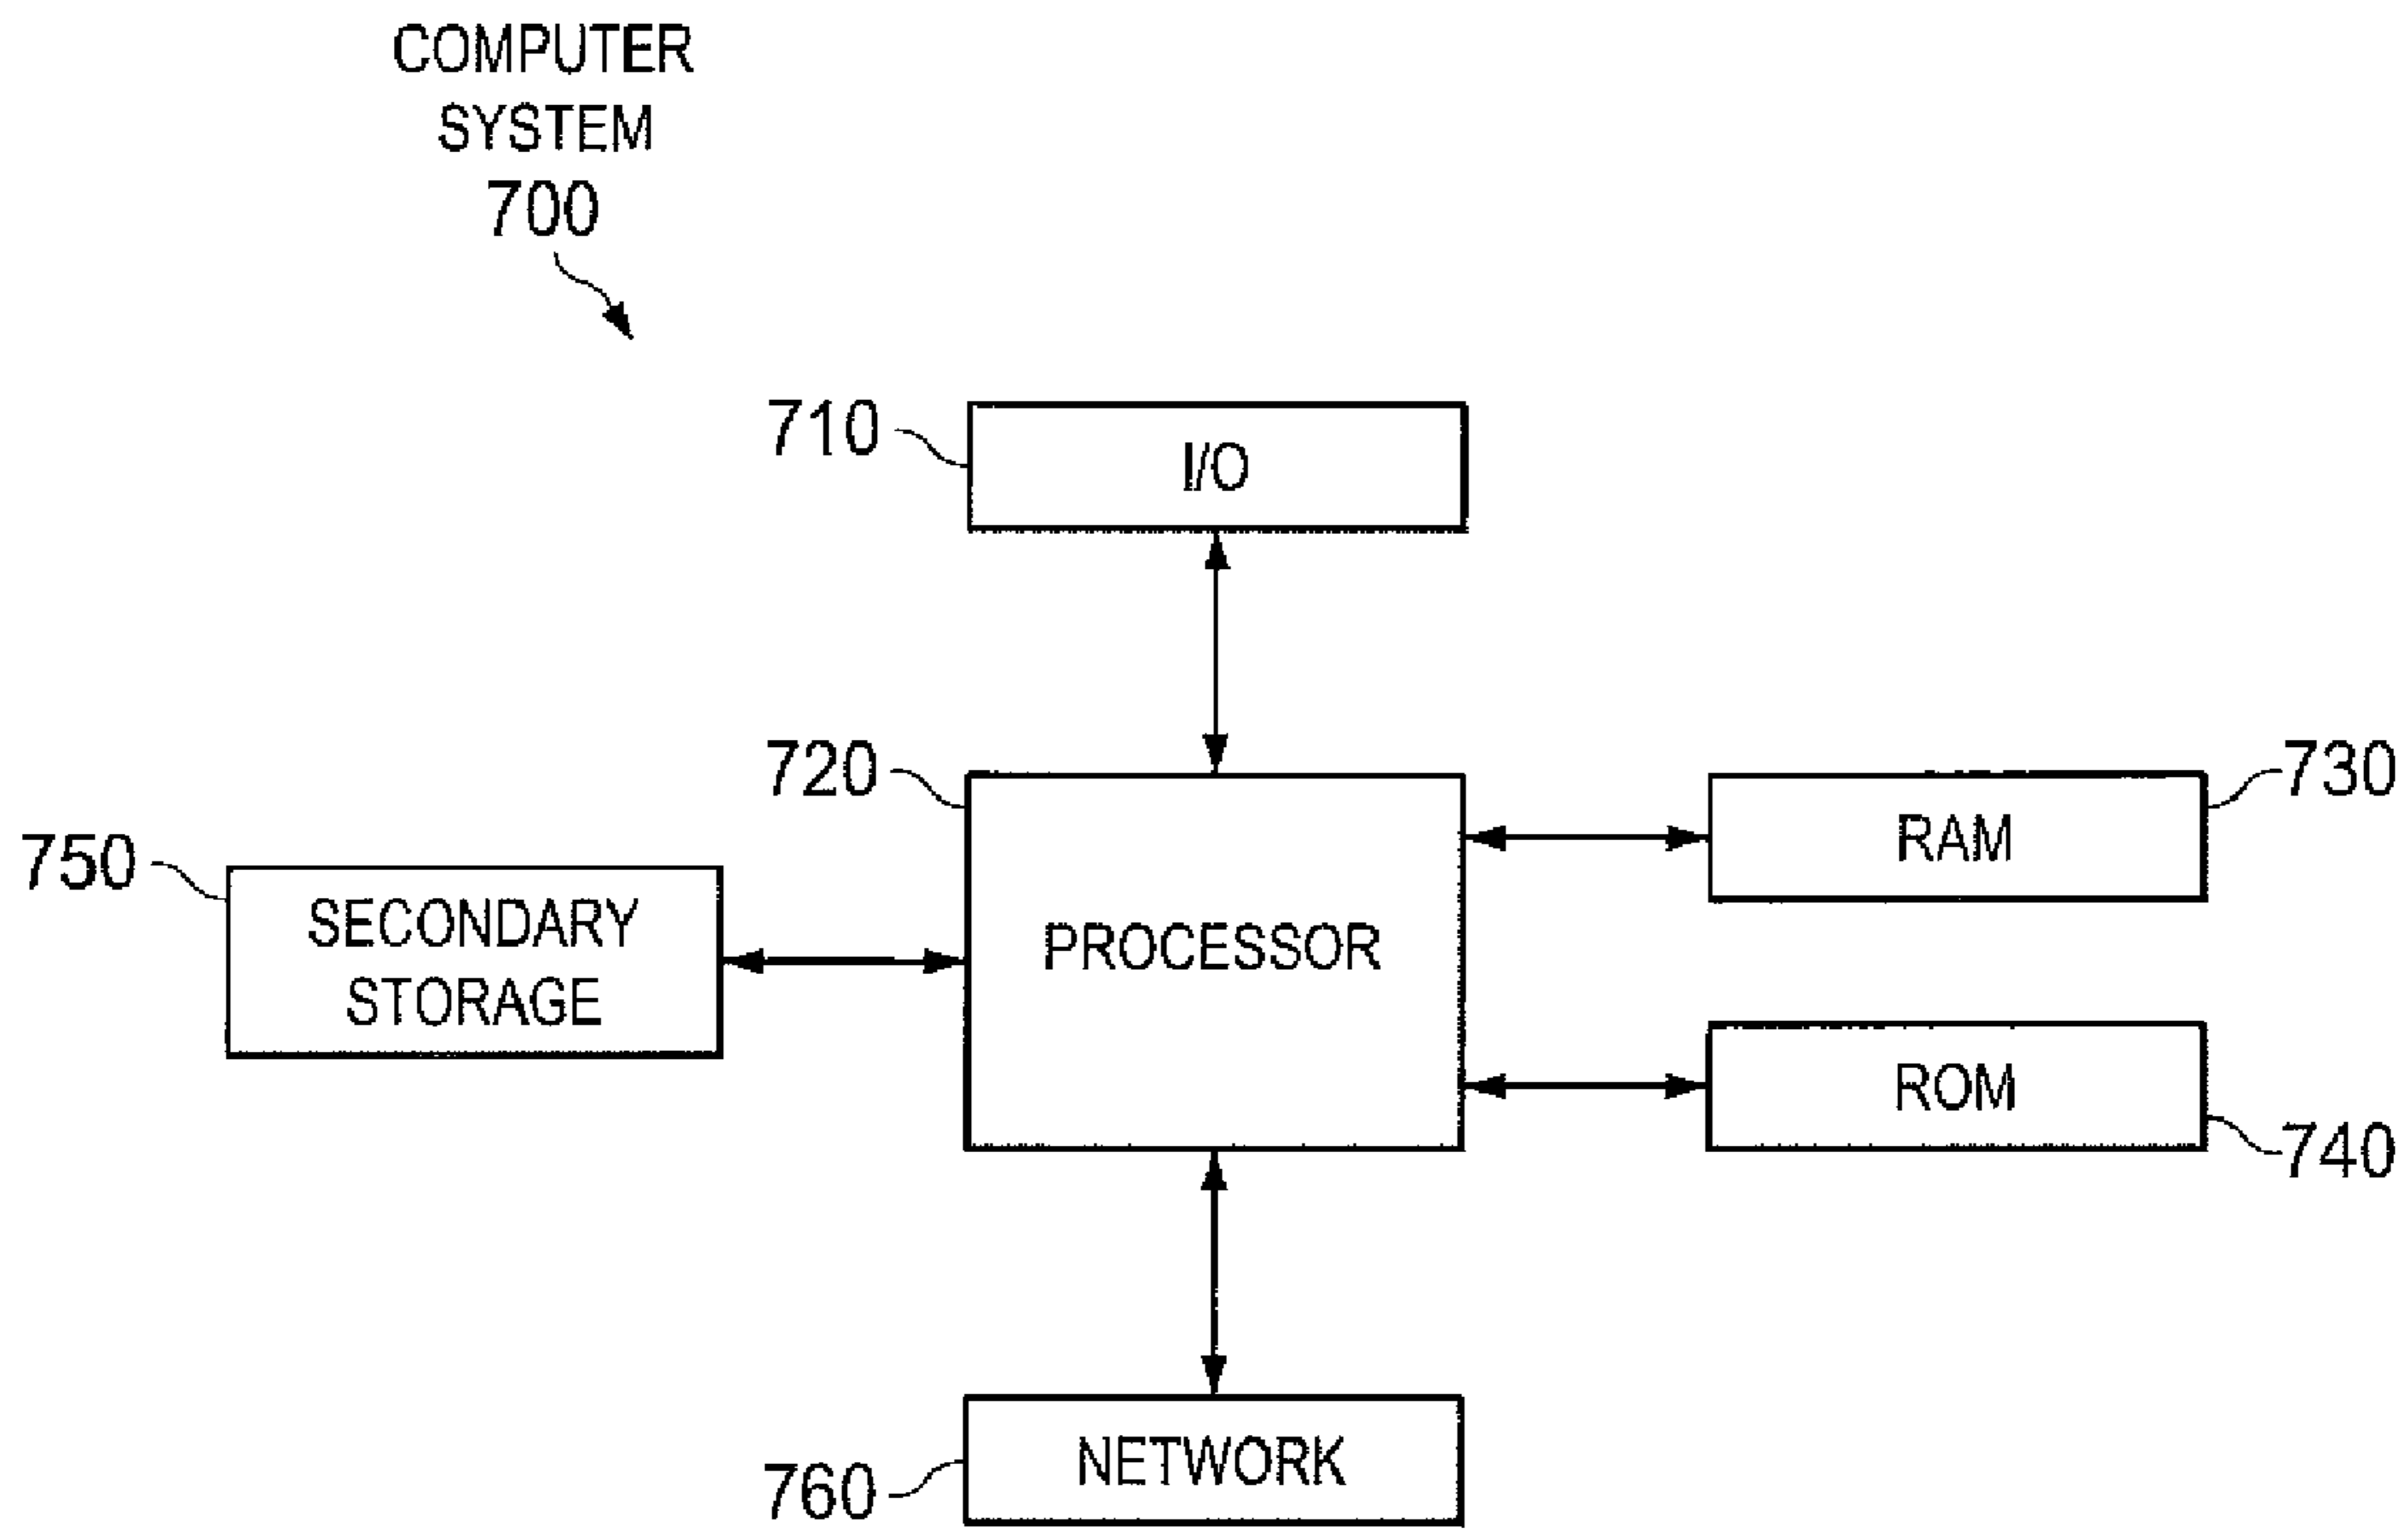 COMPUTER
SYSTEM
700
710
I/O
720
730
RAM
750
SECONDARY
STORAGE
PROCESSOR
ROM
740
NETWORK
760